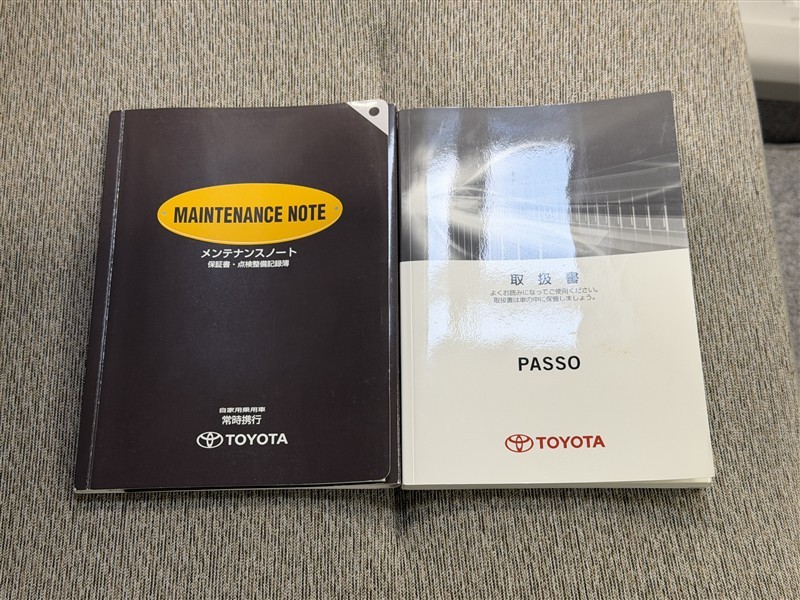 MAINTENANCE NOTE
メンテナンスノート
保証書・点検整備記録簿
自家用乗用車
常時携行
TOYOTA
取扱書
よくお読みになってご使用ください。
取扱書は車の中に保管しましょう。
PASSO
TOYOTA